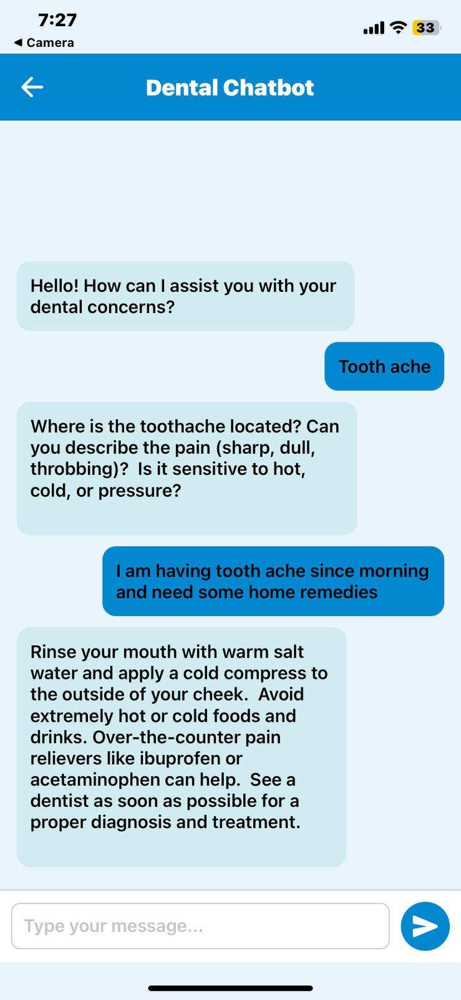 7:27
33
◀ Camera
Dental Chatbot
Hello! How can I assist you with your
dental concerns?
Tooth ache
Where is the toothache located? Can
you describe the pain (sharp, dull,
throbbing)?  Is it sensitive to hot,
cold, or pressure?
I am having tooth ache since morning
and need some home remedies
Rinse your mouth with warm salt
water and apply a cold compress to
the outside of your cheek.  Avoid
extremely hot or cold foods and
drinks. Over-the-counter pain
relievers like ibuprofen or
acetaminophen can help.  See a
dentist as soon as possible for a
proper diagnosis and treatment.
Type your message...